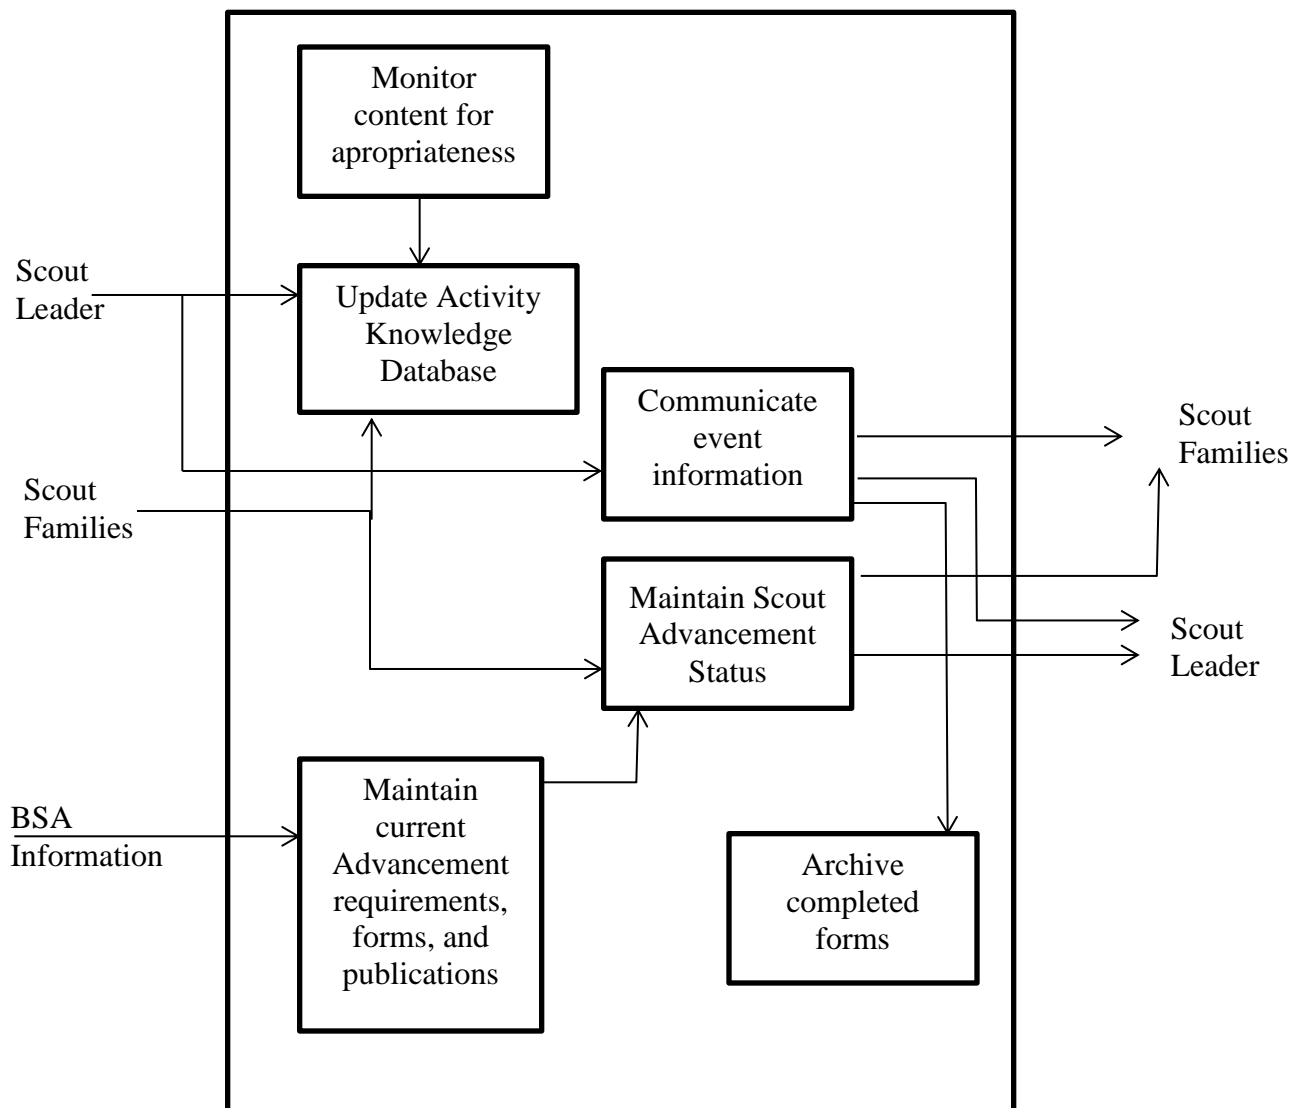 Monitor
content for
apropriateness
Scout
Leader
Update Activity
Knowledge
Database
Communicate
event
information
Scout
Families
Scout
Families
Maintain Scout
Advancement
Status
Scout
Leader
BSA
Information
Maintain
current
Advancement
requirements,
forms, and
publications
Archive
completed
forms